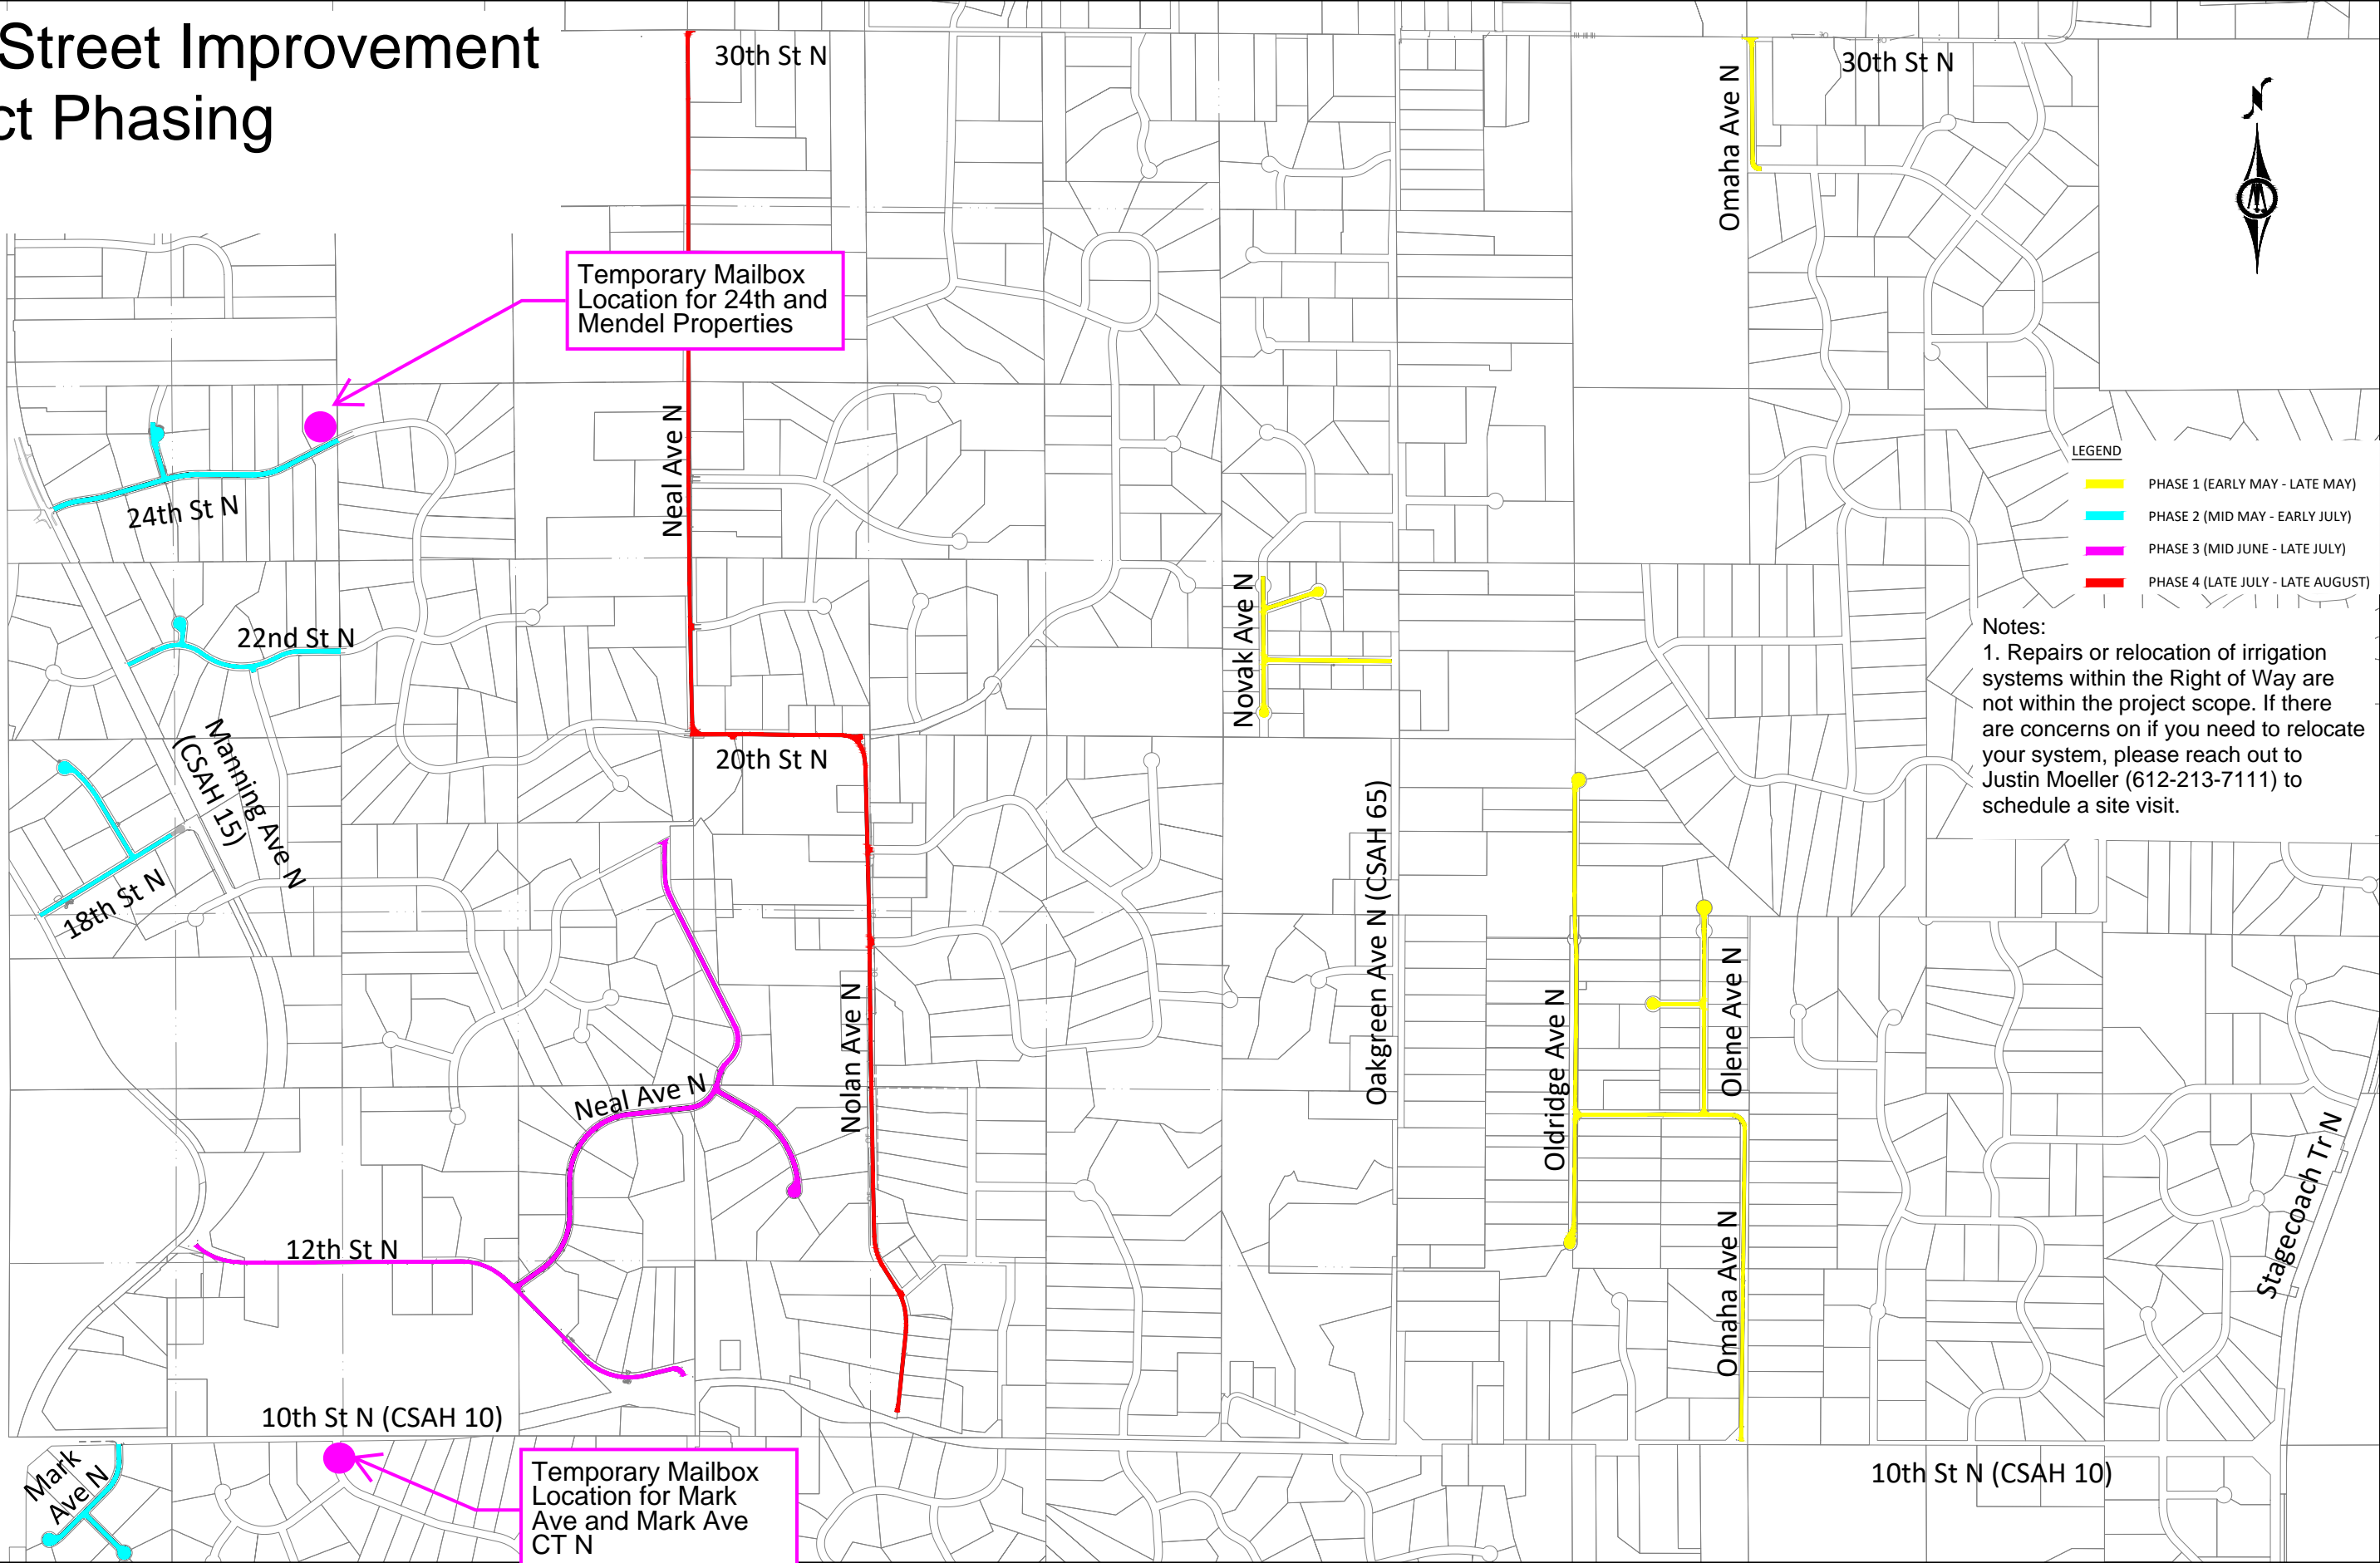 Street Improvement
ct Phasing
30th St N
30th St N
Omaha Ave N
N
Temporary Mailbox
Location for 24th and
Mendel Properties
Neal Ave N
24th St N
LEGEND
PHASE 1 (EARLY MAY - LATE MAY)
PHASE 2 (MID MAY - EARLY JULY)
PHASE 3 (MID JUNE - LATE JULY)
PHASE 4 (LATE JULY - LATE AUGUST)
22nd St N
Novak Ave N
Notes:
1. Repairs or relocation of irrigation
systems within the Right of Way are
not within the project scope. If there
are concerns on if you need to relocate
your system, please reach out to
Justin Moeller (612-213-7111) to
schedule a site visit.
Manning Ave N
(CSAH 15)
20th St N
18th St N
Oakgreen Ave N (CSAH 65)
Nolan Ave N
Oldridge Ave N
Olene Ave N
Neal Ave N
Stagecoach Tr N
12th St N
Omaha Ave N
10th St N (CSAH 10)
Mark
Ave N
Temporary Mailbox
Location for Mark
Ave and Mark Ave
CT N
10th St N (CSAH 10)